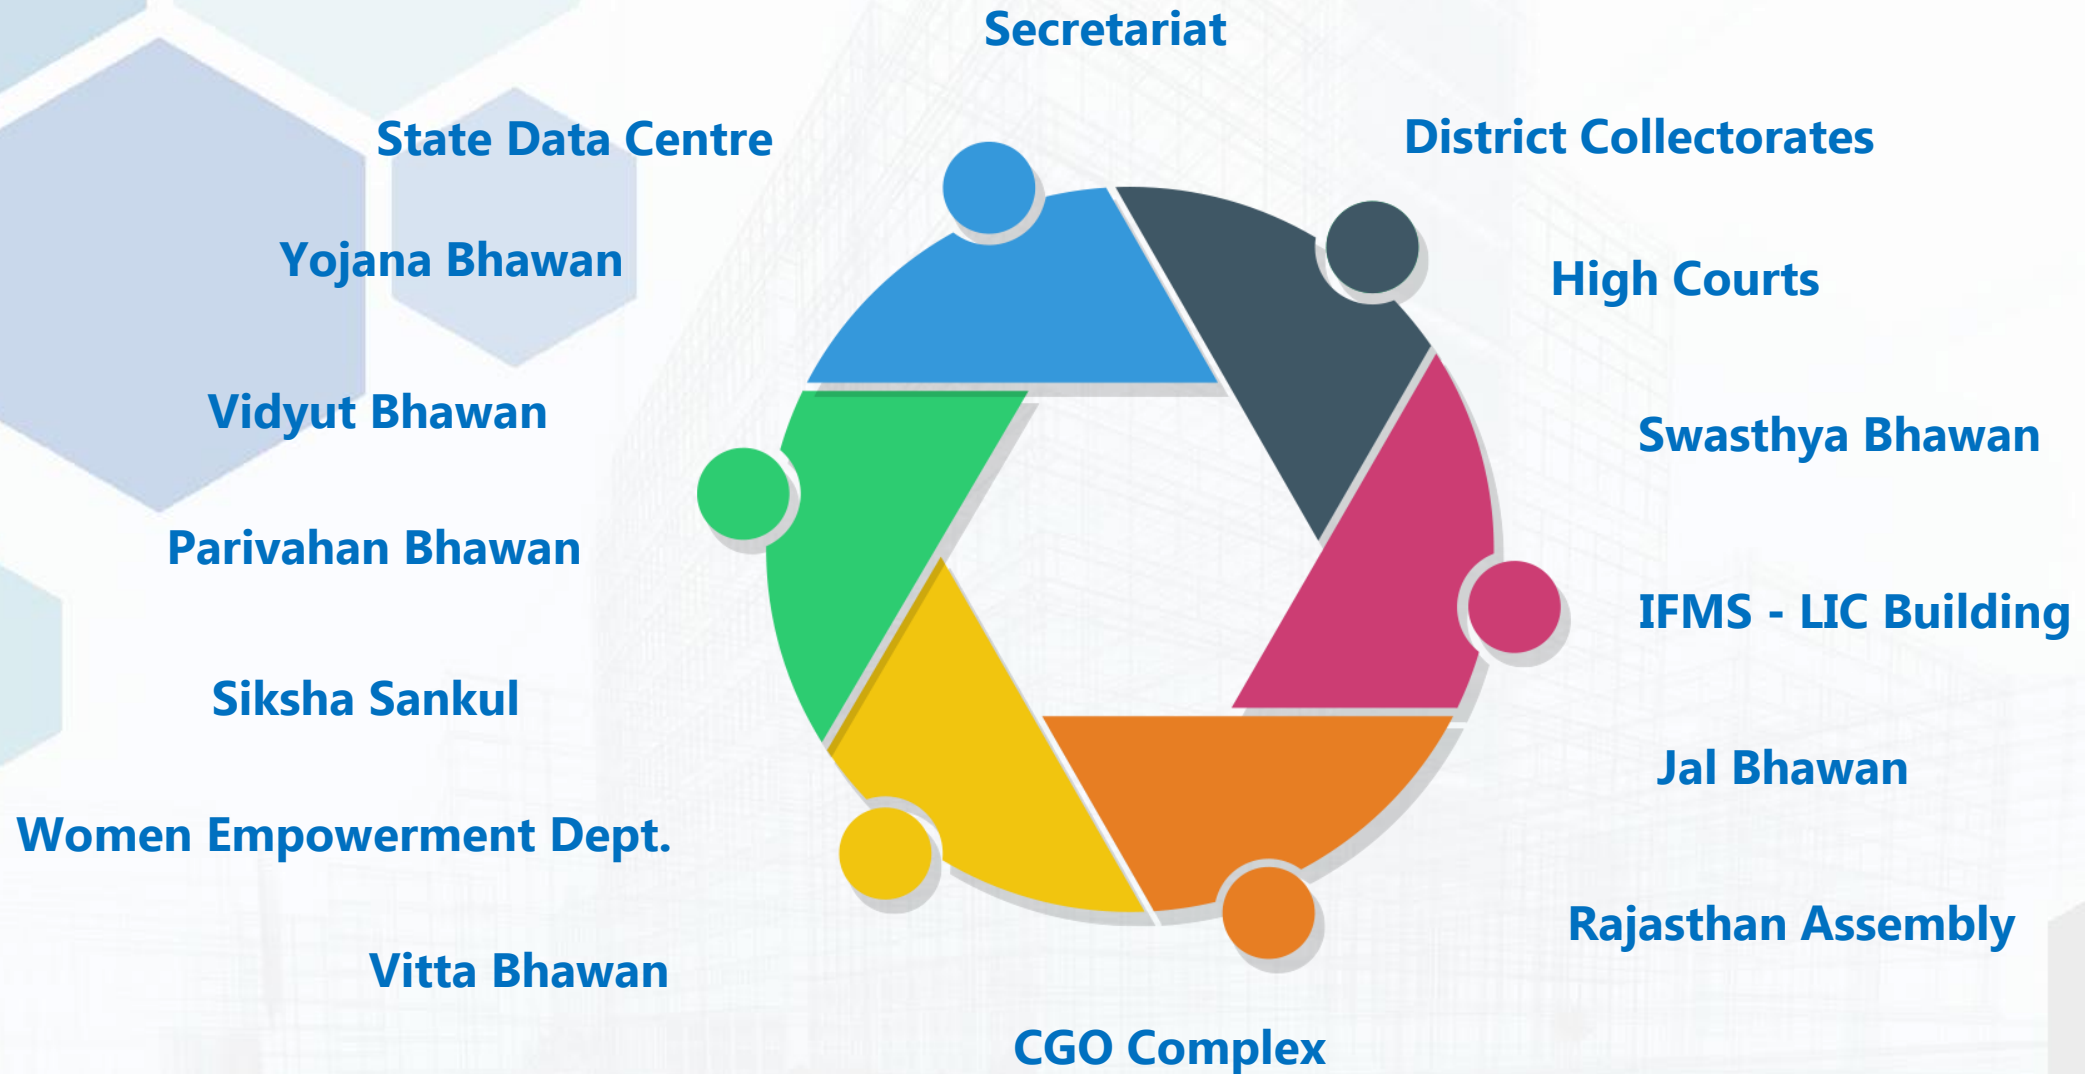 Secretariat
State Data Centre
District Collectorates
Yojana Bhawan
High Courts
Vidyut Bhawan
Swasthya Bhawan
Parivahan Bhawan
IFMS - LIC Building
Siksha Sankul
Jal Bhawan
Women Empowerment Dept.
Rajasthan Assembly
Vitta Bhawan
CGO Complex